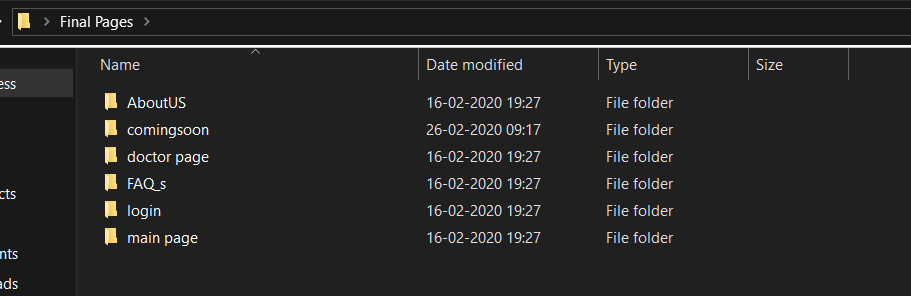 Final Pages
Name Date modified Type Size
ess
AboutUS 16-02-2020 19:27 File folder
comingsoon 26-02-2020 09:17 File folder
doctor page 16-02-2020 19:27 File folder
FAQ_s 16-02-2020 19:27 File folder
cts
login 16-02-2020 19:27 File folder
main page 16-02-2020 19:27 File folder
nts
ads